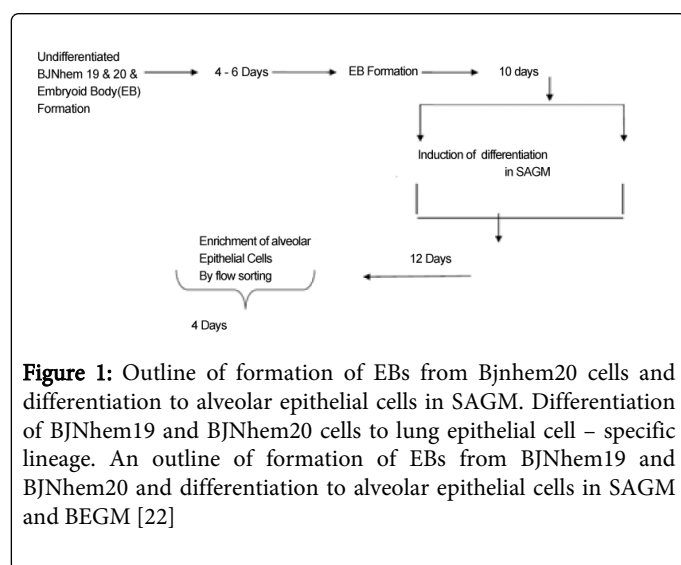 Undifferentiated
BJNhem 19 & 20 &
Embryoid Body(EB)
Formation
4 - 6 Days
EB Formation
10 days
Induction of differentiation
in SAGM
Enrichment of alveolar
Epithelial Cells
By flow sorting
12 Days
4 Days
Figure 1: Outline of formation of EBs from Bjnhem20 cells and
differentiation to alveolar epithelial cells in SAGM. Differentiation
of BJNhem19 and BJNhem20 cells to lung epithelial cell – specific
lineage. An outline of formation of EBs from BJNhem19 and
BJNhem20 and differentiation to alveolar epithelial cells in SAGM
and BEGM [22]